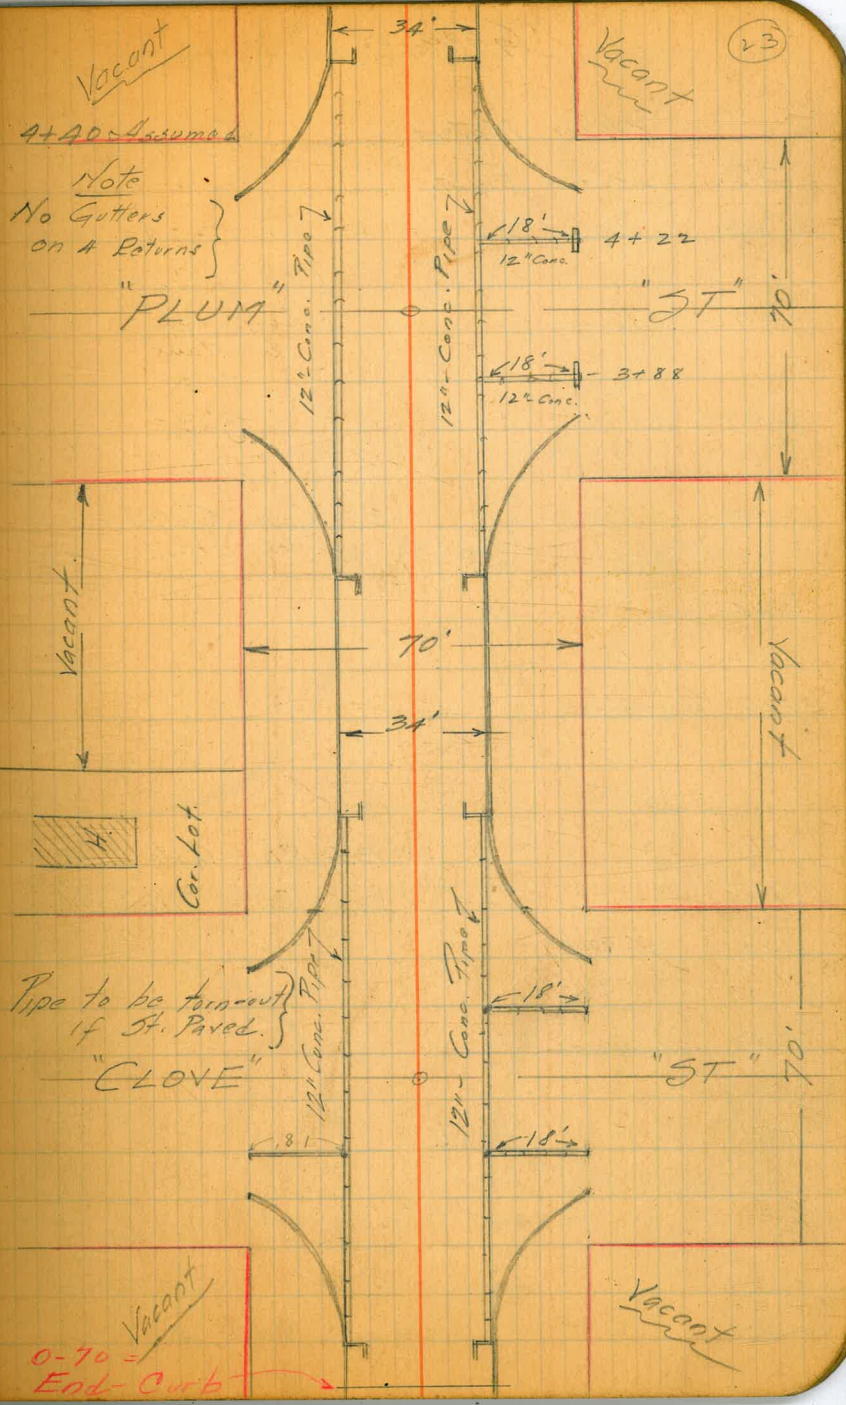 34'
23
Vacant
Vacant
4+40 Assumed
Note
No Gutters
on 4 Returns
12"-Conc. Pipe
12"-Conc. Pipe
18'
4+22
12" Conc.
"PLUM"
"ST"
70'
18'
3+88
12"-Conc.
Vacant.
70'
Vacant
34'
H.
Cor. Lot.
12" Conc. Pipe
12"- Conc. Pipe
Pipe to be torn-out
if St. Paved.
18'
"CLOVE"
"ST"
70'
18'
18'
Vacant
Vacant
0-70 =
End-Curb